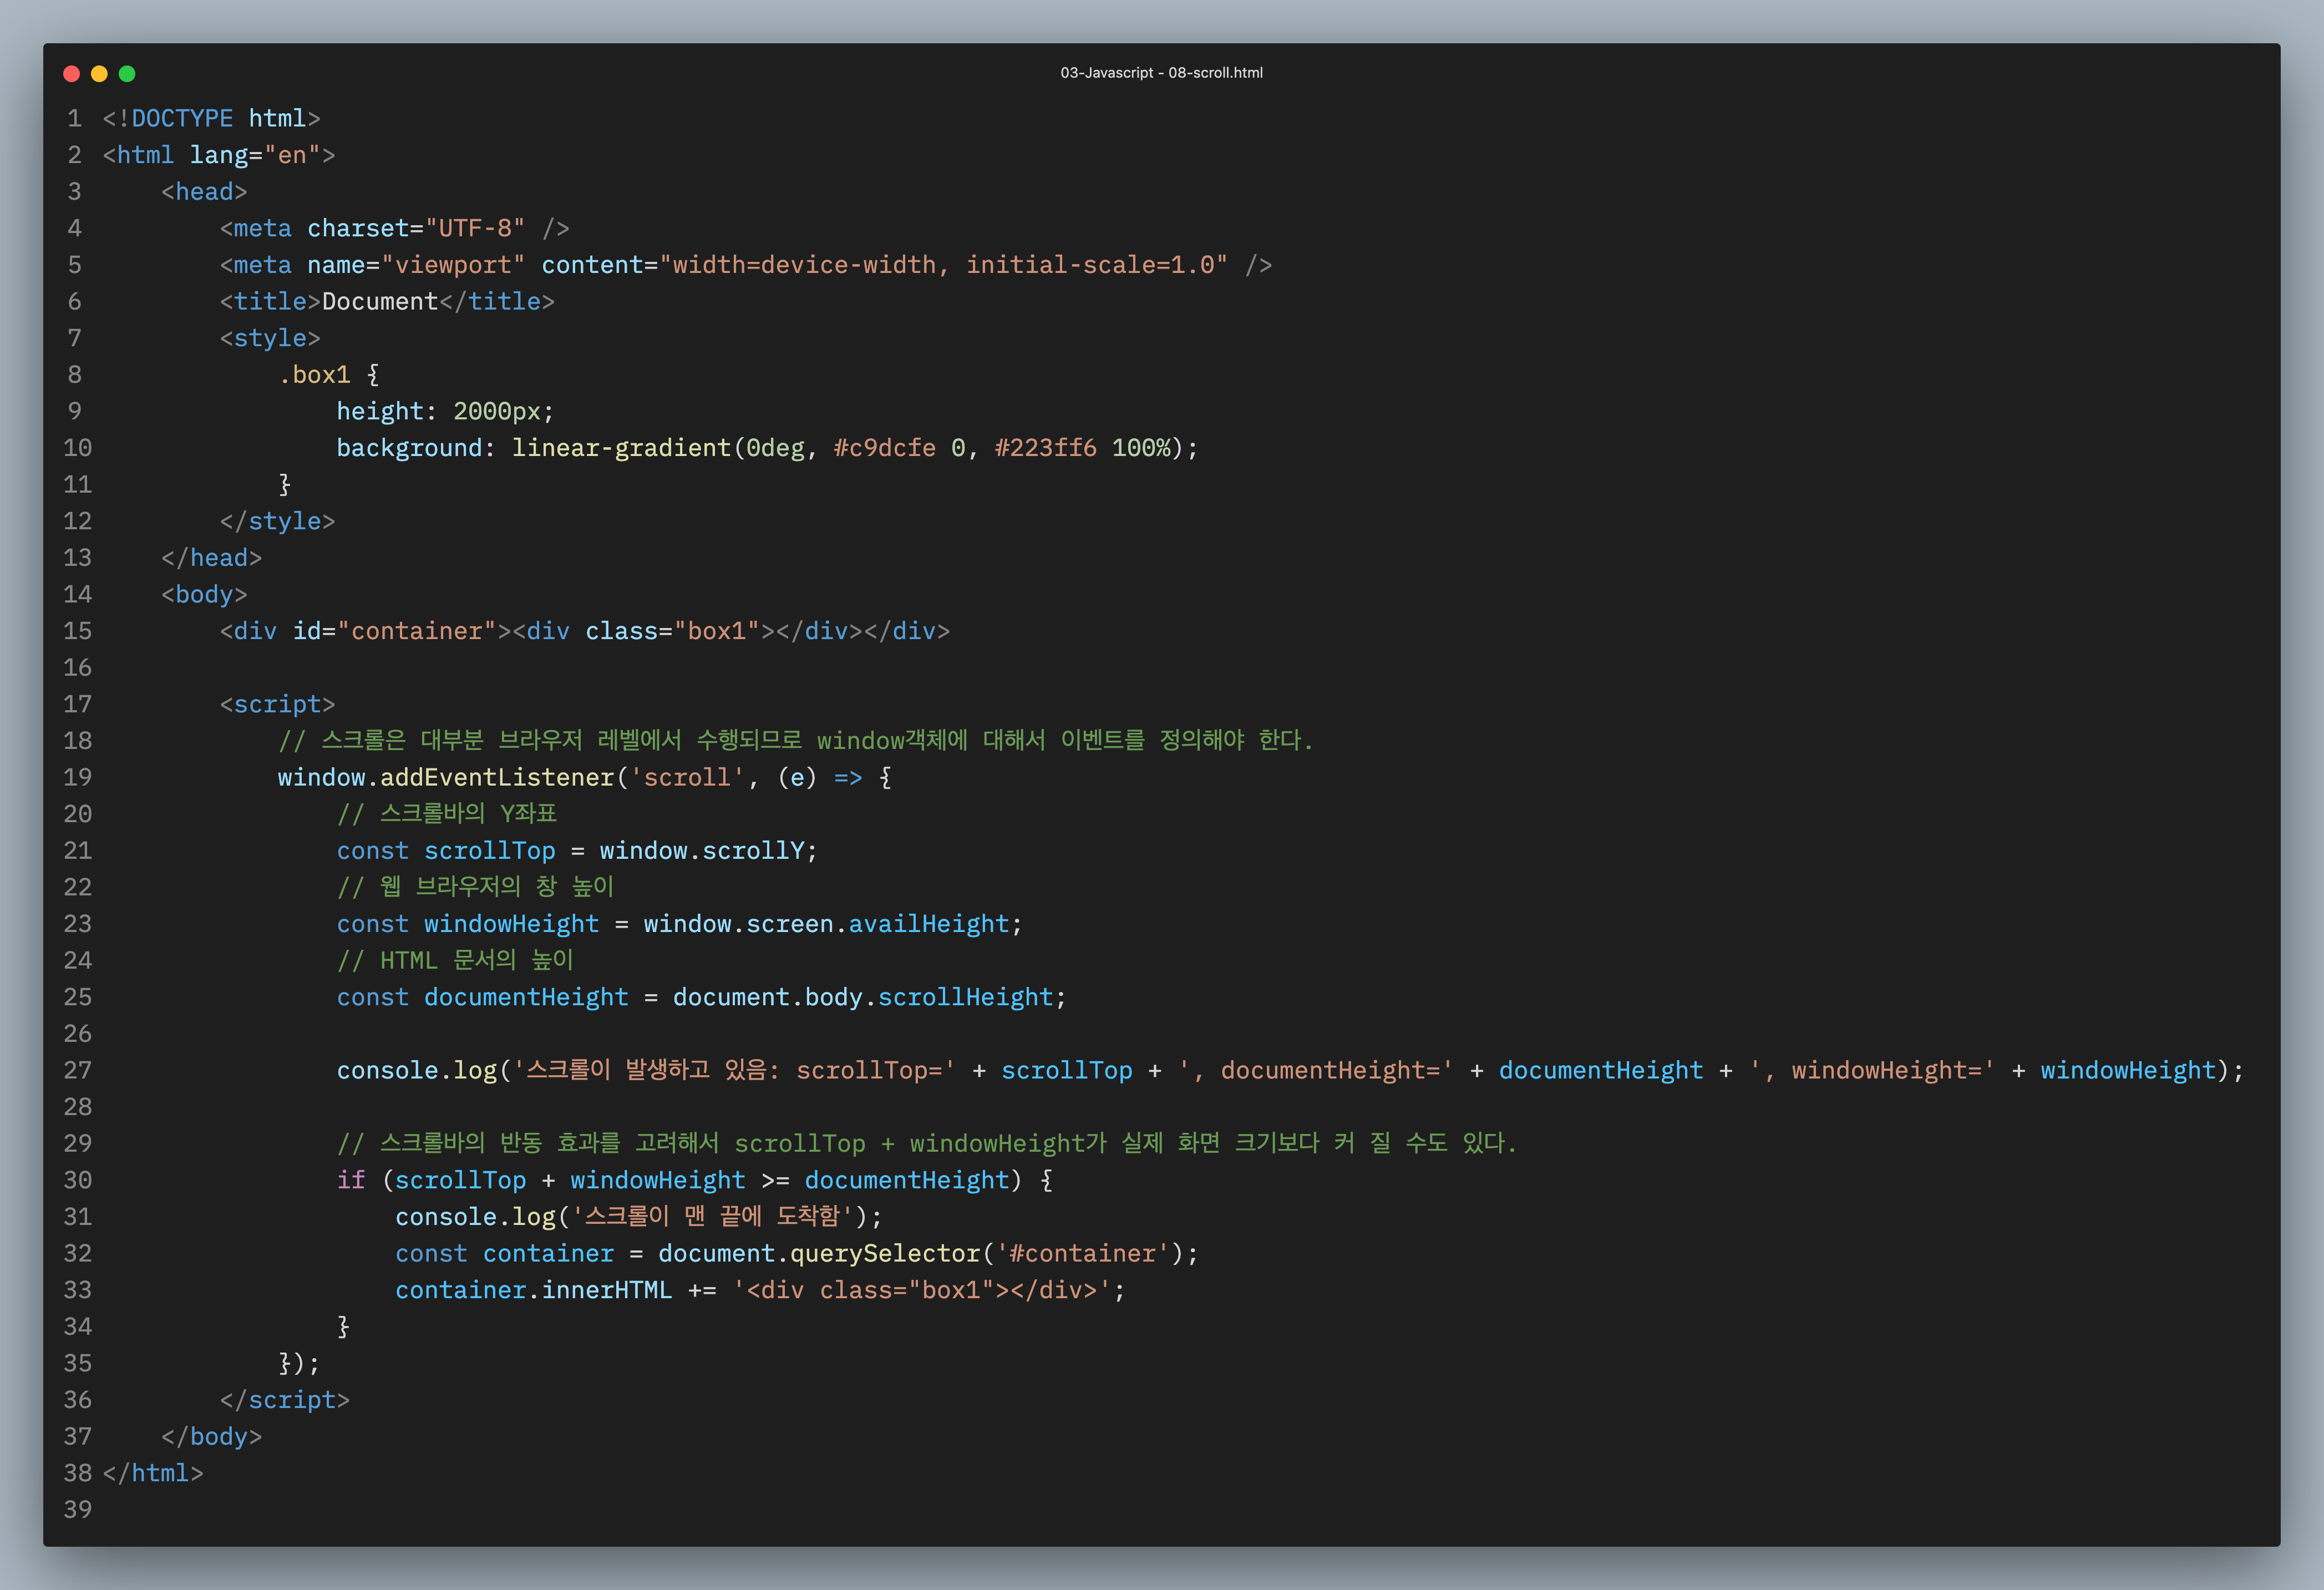 03-Javascript - 08-scroll.html
1 <!DOCTYPE html>
2 <html lang="en">
3     <head>
4         <meta charset="UTF-8" />
5         <meta name="viewport" content="width=device-width, initial-scale=1.0" />
6         <title>Document</title>
7         <style>
8             .box1 {
9                 height: 2000px;
10                 background: linear-gradient(0deg, #c9dcfe 0, #223ff6 100%);
11             }
12         </style>
13     </head>
14     <body>
15         <div id="container"><div class="box1"></div></div>
16
17         <script>
18             // 스크롤은 대부분 브라우저 레벨에서 수행되므로 window객체에 대해서 이벤트를 정의해야 한다.
19             window.addEventListener('scroll', (e) => {
20                 // 스크롤바의 Y좌표
21                 const scrollTop = window.scrollY;
22                 // 웹 브라우저의 창 높이
23                 const windowHeight = window.screen.availHeight;
24                 // HTML 문서의 높이
25                 const documentHeight = document.body.scrollHeight;
26
27                 console.log('스크롤이 발생하고 있음: scrollTop=' + scrollTop + ', documentHeight=' + documentHeight + ', windowHeight=' + windowHeight);
28
29                 // 스크롤바의 반동 효과를 고려해서 scrollTop + windowHeight가 실제 화면 크기보다 커 질 수도 있다.
30                 if (scrollTop + windowHeight >= documentHeight) {
31                     console.log('스크롤이 맨 끝에 도착함');
32                     const container = document.querySelector('#container');
33                     container.innerHTML += '<div class="box1"></div>';
34                 }
35             });
36         </script>
37     </body>
38 </html>
39